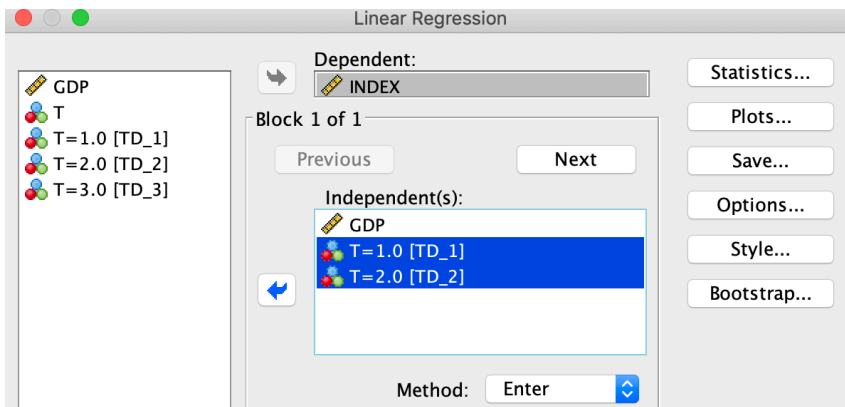 Linear Regression
GDP
T
T=1.0 [TD_1]
T=2.0 [TD_2]
T=3.0 [TD_3]
Dependent:
INDEX
Block 1 of 1
Previous
Next
Independent(s):
GDP
T=1.0 [TD_1]
T=2.0 [TD_2]
Method:
Enter
Statistics...
Plots...
Save...
Options...
Style...
Bootstrap...